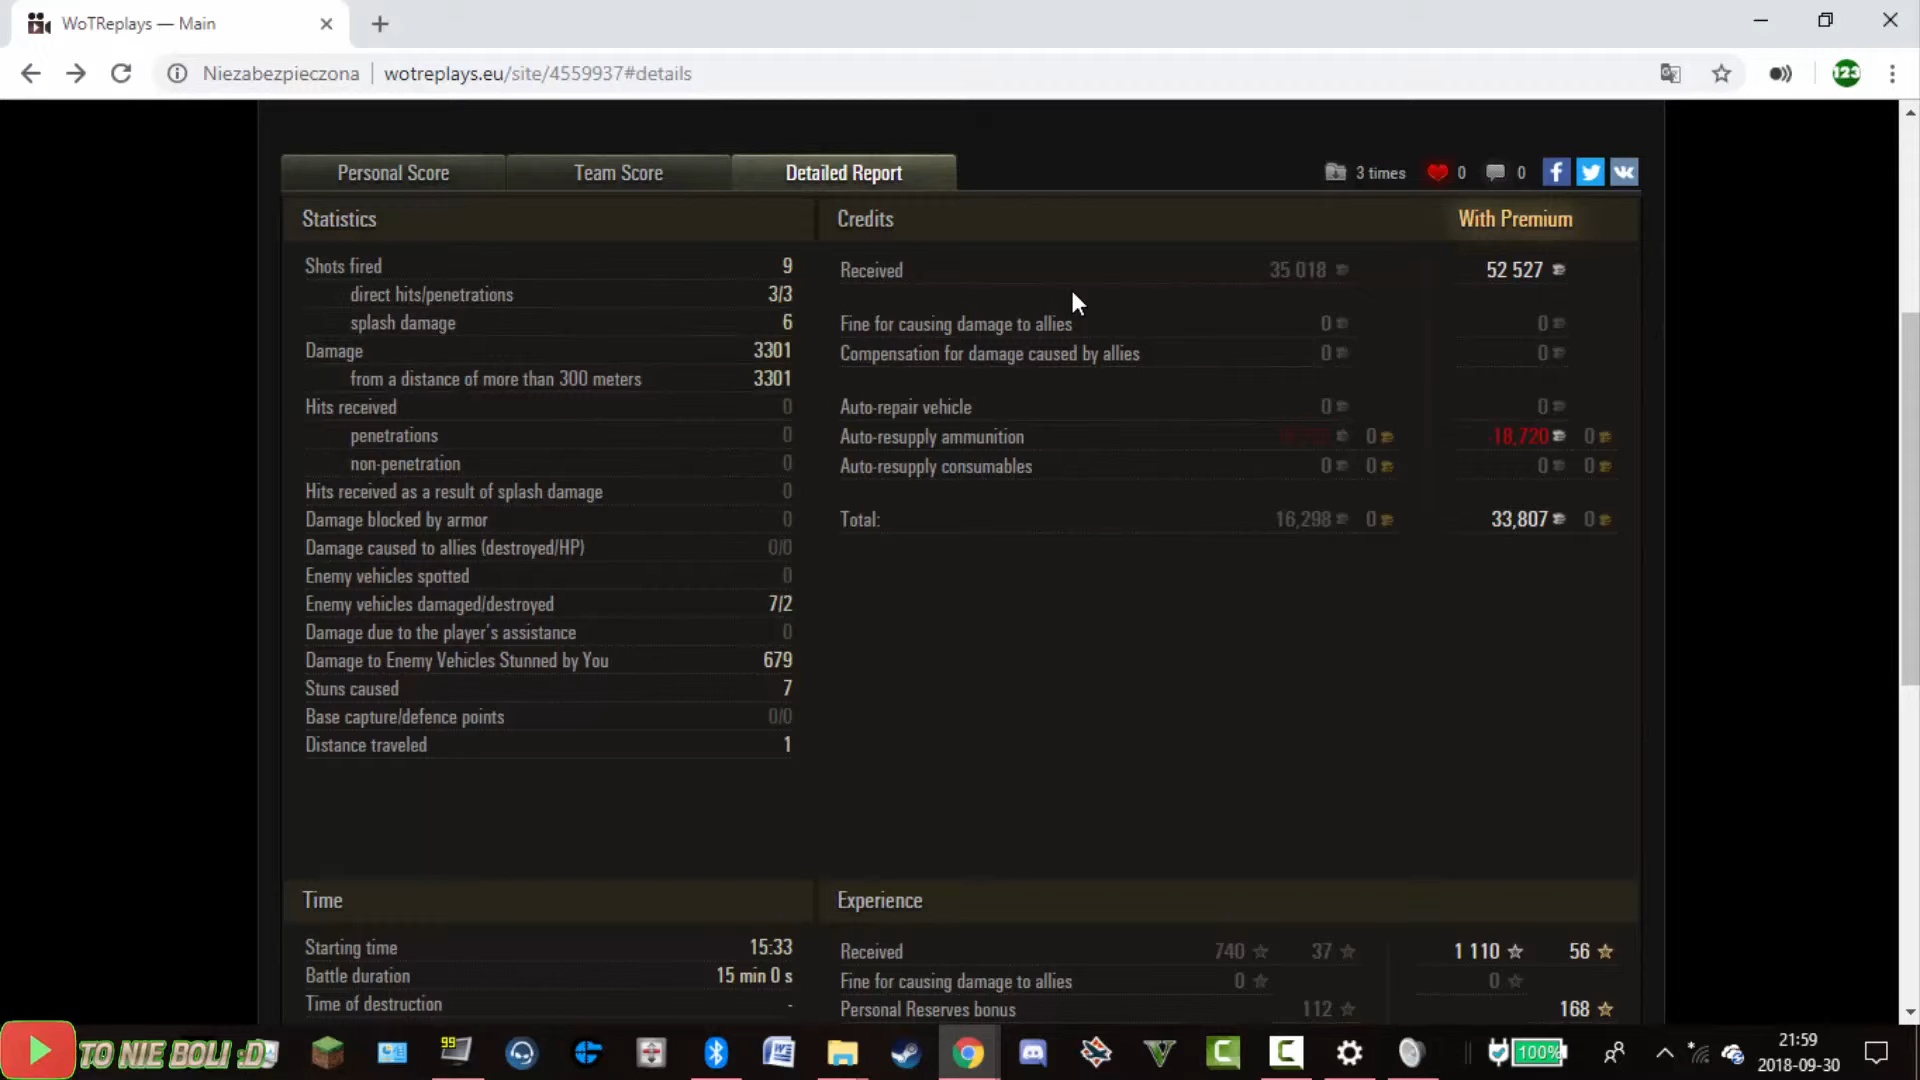 WoTReplays — Main
Niezabezpieczona
wotreplays.eu/site/4559937#details
123
Personal Score
Team Score
Detailed Report
3 times
0
0
Statistics
Shots fired 9
direct hits/penetrations 3/3
splash damage 6
Damage 3301
from a distance of more than 300 meters 3301
Hits received 0
penetrations 0
non-penetration 0
Hits received as a result of splash damage 0
Damage blocked by armor 0
Damage caused to allies (destroyed/HP) 0/0
Enemy vehicles spotted 0
Enemy vehicles damaged/destroyed 7/2
Damage due to the player's assistance 0
Damage to Enemy Vehicles Stunned by You 679
Stuns caused 7
Base capture/defence points 0/0
Distance traveled 1
Credits With Premium
Received 35 018 52 527
Fine for causing damage to allies 0 0
Compensation for damage caused by allies 0 0
Auto-repair vehicle 0 0
Auto-resupply ammunition 0 -18,720 0
Auto-resupply consumables 0 0 0 0
Total: 16,298 0 33,807 0
Time
Starting time 15:33
Battle duration 15 min 0 s
Time of destruction -
Experience
Received 740 37 1 110 56
Fine for causing damage to allies 0 0
Personal Reserves bonus 112 168
TO NIE BOLI :D
99
100%
21:59
2018-09-30